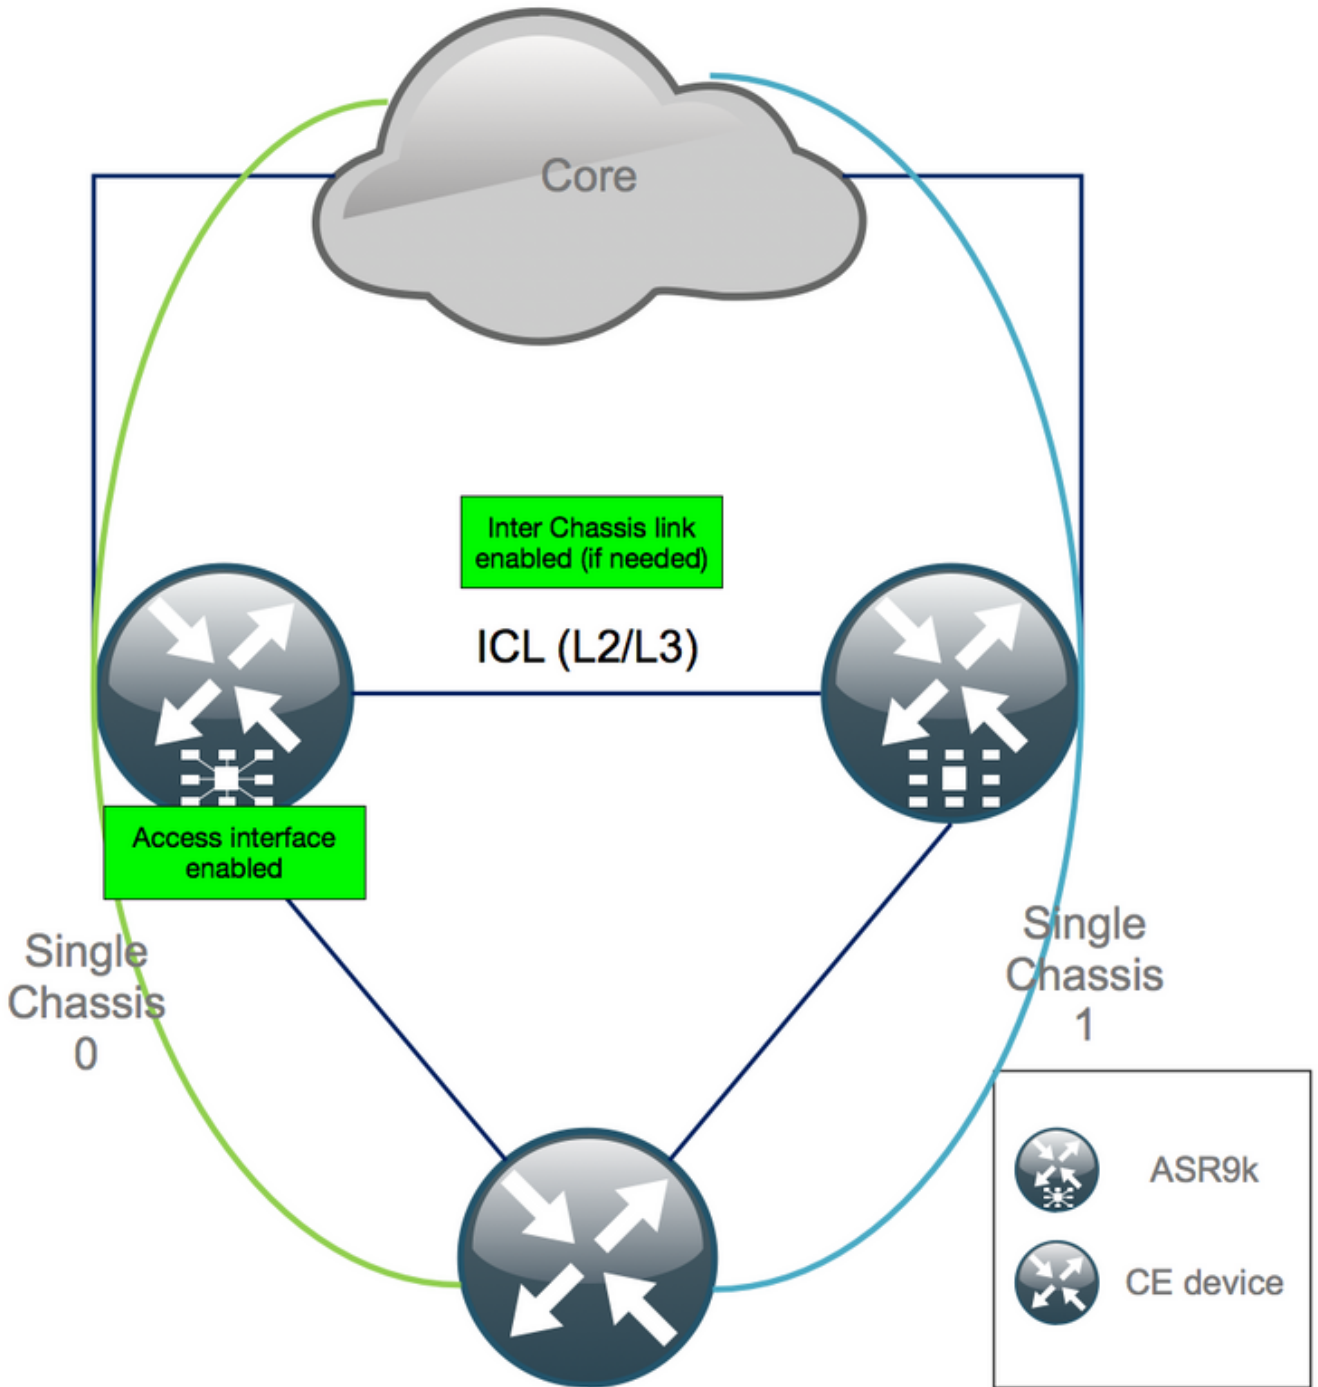 Core
Inter Chassis link
enabled (if needed)
ICL (L2/L3)
Access interface
enabled
Single
Chassis
0
Single
Chassis
1
ASR9k
CE device